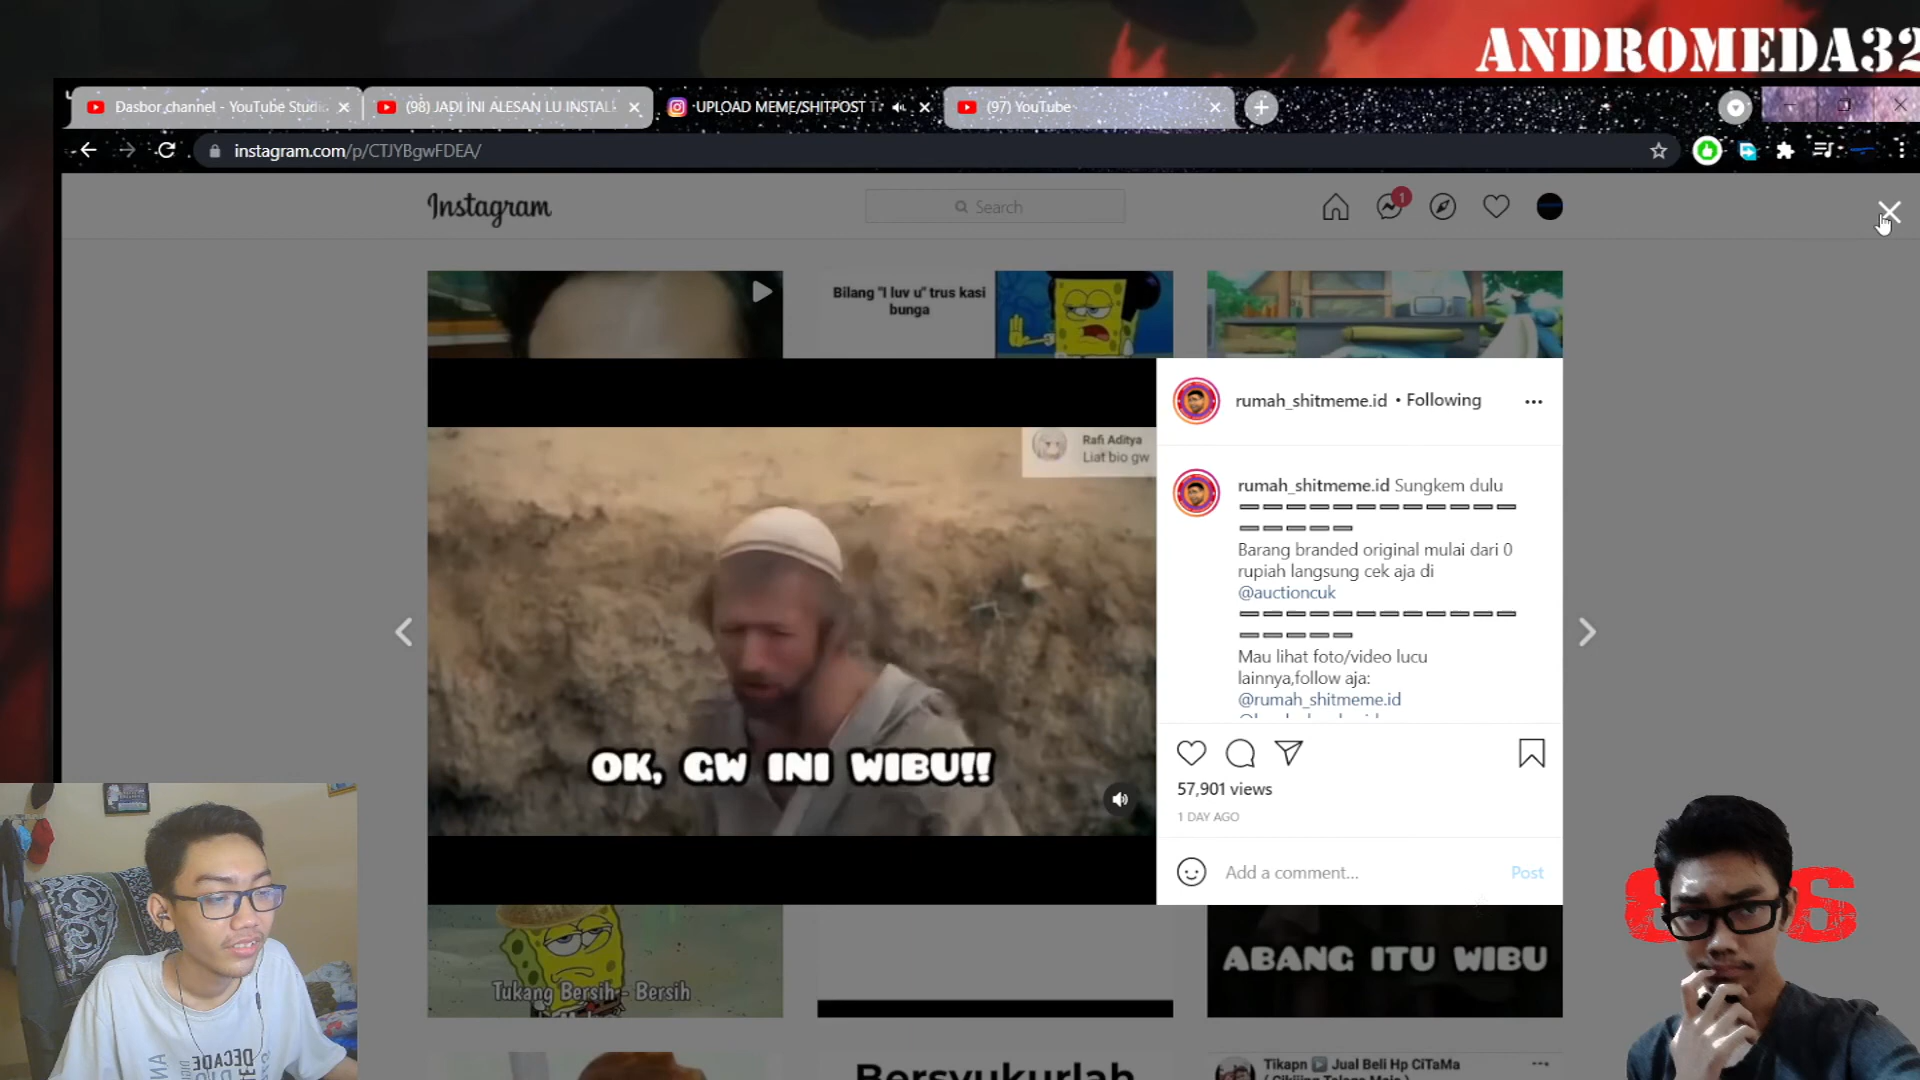 ANDROMEDA32
Dasbor channel - YouTube Studi
(98) JADI INI ALESAN LU INSTAL
UPLOAD MEME/SHITPOST T
(97) YouTube
instagram.com/p/CTJYBgwFDEA/
Instagram
Search
1
Bilang "I luv u" trus kasi
bunga
rumah_shitmeme.id • Following
Rafi Aditya
Liat bio gw
rumah_shitmeme.id Sungkem dulu
Barang branded original mulai dari 0
rupiah langsung cek aja di
@auctioncuk
Mau lihat foto/video lucu
lainnya,follow aja:
@rumah_shitmeme.id
OK, GW INI WIBU!!
57,901 views
1 DAY AGO
Add a comment...
Post
Tukang Bersih - Bersih
ABANG ITU WIBU
Bersyukurlah
Tikapn Jual Beli Hp CiTaMa
DECADE